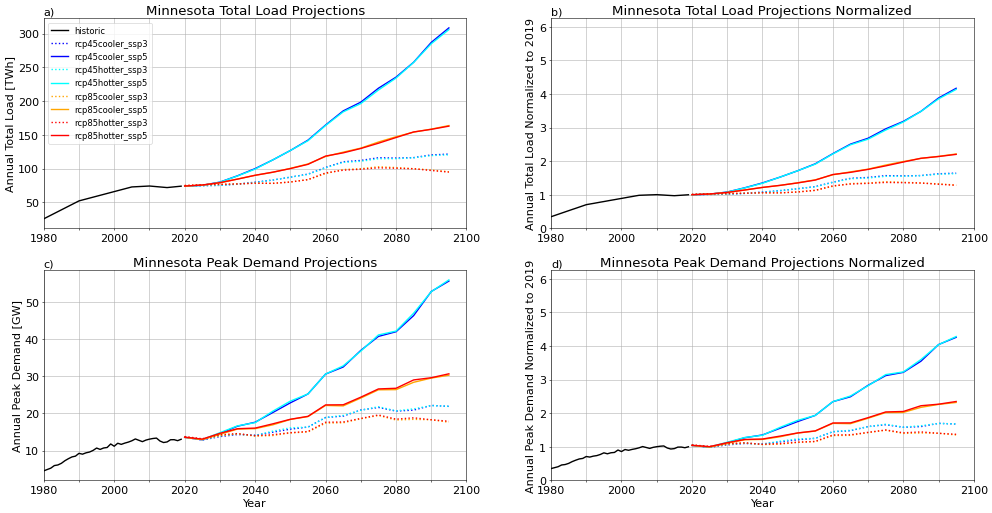 a) Minnesota Total Load Projections
Annual Total Load [TWh]
300
250
200
150
100
50
historic
rcp45cooler_ssp3
rcp45cooler_ssp5
rcp45hotter_ssp3
rcp45hotter_ssp5
rcp85cooler_ssp3
rcp85cooler_ssp5
rcp85hotter_ssp3
rcp85hotter_ssp5
1980 2000 2020 2040 2060 2080 2100
b) Minnesota Total Load Projections Normalized
Annual Total Load Normalized to 2019
6
5
4
3
2
1
0
1980 2000 2020 2040 2060 2080 2100
c) Minnesota Peak Demand Projections
Annual Peak Demand [GW]
50
40
30
20
10
1980 2000 2020 2040 2060 2080 2100
Year
d) Minnesota Peak Demand Projections Normalized
Annual Peak Demand Normalized to 2019
6
5
4
3
2
1
0
1980 2000 2020 2040 2060 2080 2100
Year